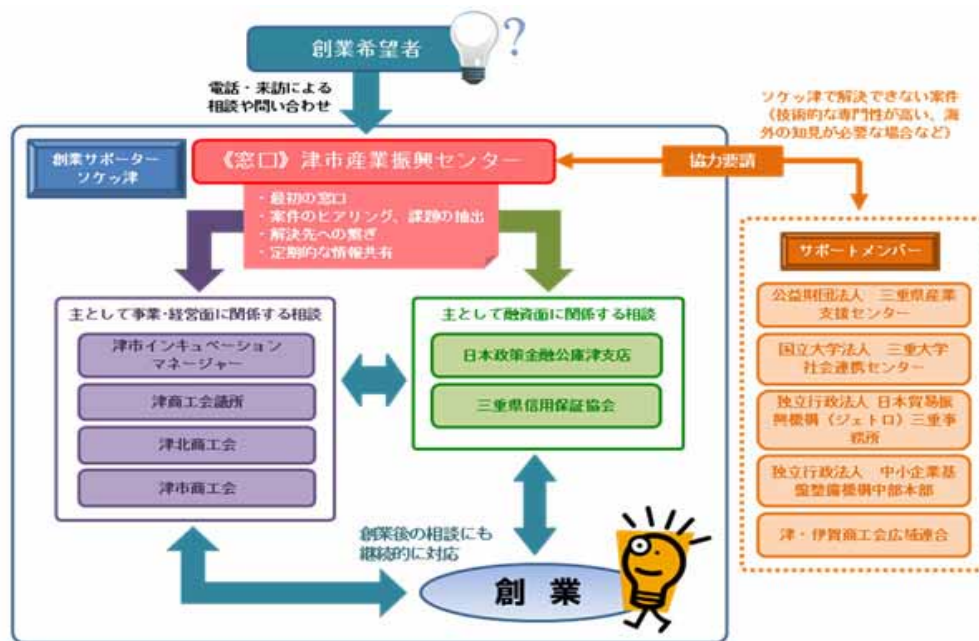 創業希望者
?
電話・来訪による
相談や問い合わせ
ソケッ津で解決できない案件
(技術的な専門性が高い、海
外の知見が必要な場合など)
創業サポーター
ソケッ津
《窓口》津市産業振興センター
協力要請
・最初の窓口
・案件のヒアリング、課題の抽出
・解決先への繋ぎ
・定期的な情報共有
サポートメンバー
公益財団法人 三重県産業
支援センター
国立大学法人 三重大学
社会連携センター
独立行政法人 日本貿易振
興機構(ジェトロ)三重事
務所
独立行政法人 中小企業基
盤整備機構中部本部
津・伊賀商工会広域連合
主として事業・経営面に関係する相談
津市インキュベーション
マネージャー
津商工会議所
津北商工会
津市商工会
主として融資面に関係する相談
日本政策金融公庫津支店
三重県信用保証協会
創業後の相談にも
継続的に対応
創 業